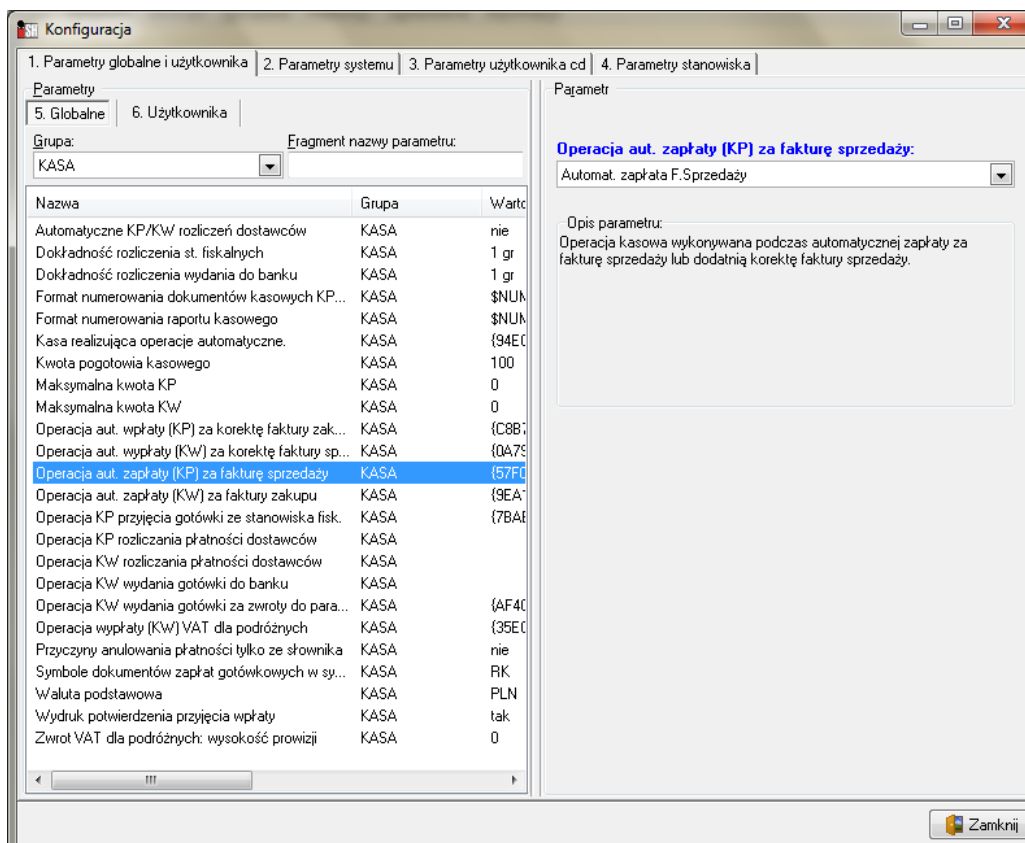 Konfiguracja
1. Parametry globalne i użytkownika 2. Parametry systemu 3. Parametry użytkownika cd 4. Parametry stanowiska
Parametry
5. Globalne 6. Użytkownika
Grupa: Fragment nazwy parametru:
KASA
Nazwa Grupa Wartc
Automatyczne KP/KW rozliczeń dostawców KASA nie
Dokładność rozliczenia st. fiskalnych KASA 1 gr
Dokładność rozliczenia wydania do banku KASA 1 gr
Format numerowania dokumentów kasowych KP... KASA $NUM
Format numerowania raportu kasowego KASA $NUM
Kasa realizująca operacje automatyczne. KASA {94E0
Kwota pogotowia kasowego KASA 100
Maksymalna kwota KP KASA 0
Maksymalna kwota KW KASA 0
Operacja aut. wpłaty (KP) za korektę faktury zak... KASA {C8B7
Operacja aut. wypłaty (KW) za korektę faktury sp... KASA {0A79
Operacja aut. zapłaty (KP) za fakturę sprzedaży KASA {57F0
Operacja aut. zapłaty (KW) za faktury zakupu KASA {9EA1
Operacja KP przyjęcia gotówki ze stanowiska fisk. KASA {7BAE
Operacja KP rozliczania płatności dostawców KASA
Operacja KW rozliczania płatności dostawców KASA
Operacja KW wydania gotówki do banku KASA
Operacja KW wydania gotówki za zwroty do para... KASA {AF40
Operacja wypłaty (KW) VAT dla podróżnych KASA {35E0
Przyczyny anulowania płatności tylko ze słownika KASA nie
Symbole dokumentów zapłat gotówkowych w sy... KASA RK
Waluta podstawowa KASA PLN
Wydruk potwierdzenia przyjęcia wpłaty KASA tak
Zwrot VAT dla podróżnych: wysokość prowizji KASA 0
Parametr
Operacja aut. zapłaty (KP) za fakturę sprzedaży:
Automat. zapłata F.Sprzedaży
Opis parametru:
Operacja kasowa wykonywana podczas automatycznej zapłaty za
fakturę sprzedaży lub dodatnią korektę faktury sprzedaży.
Zamknij